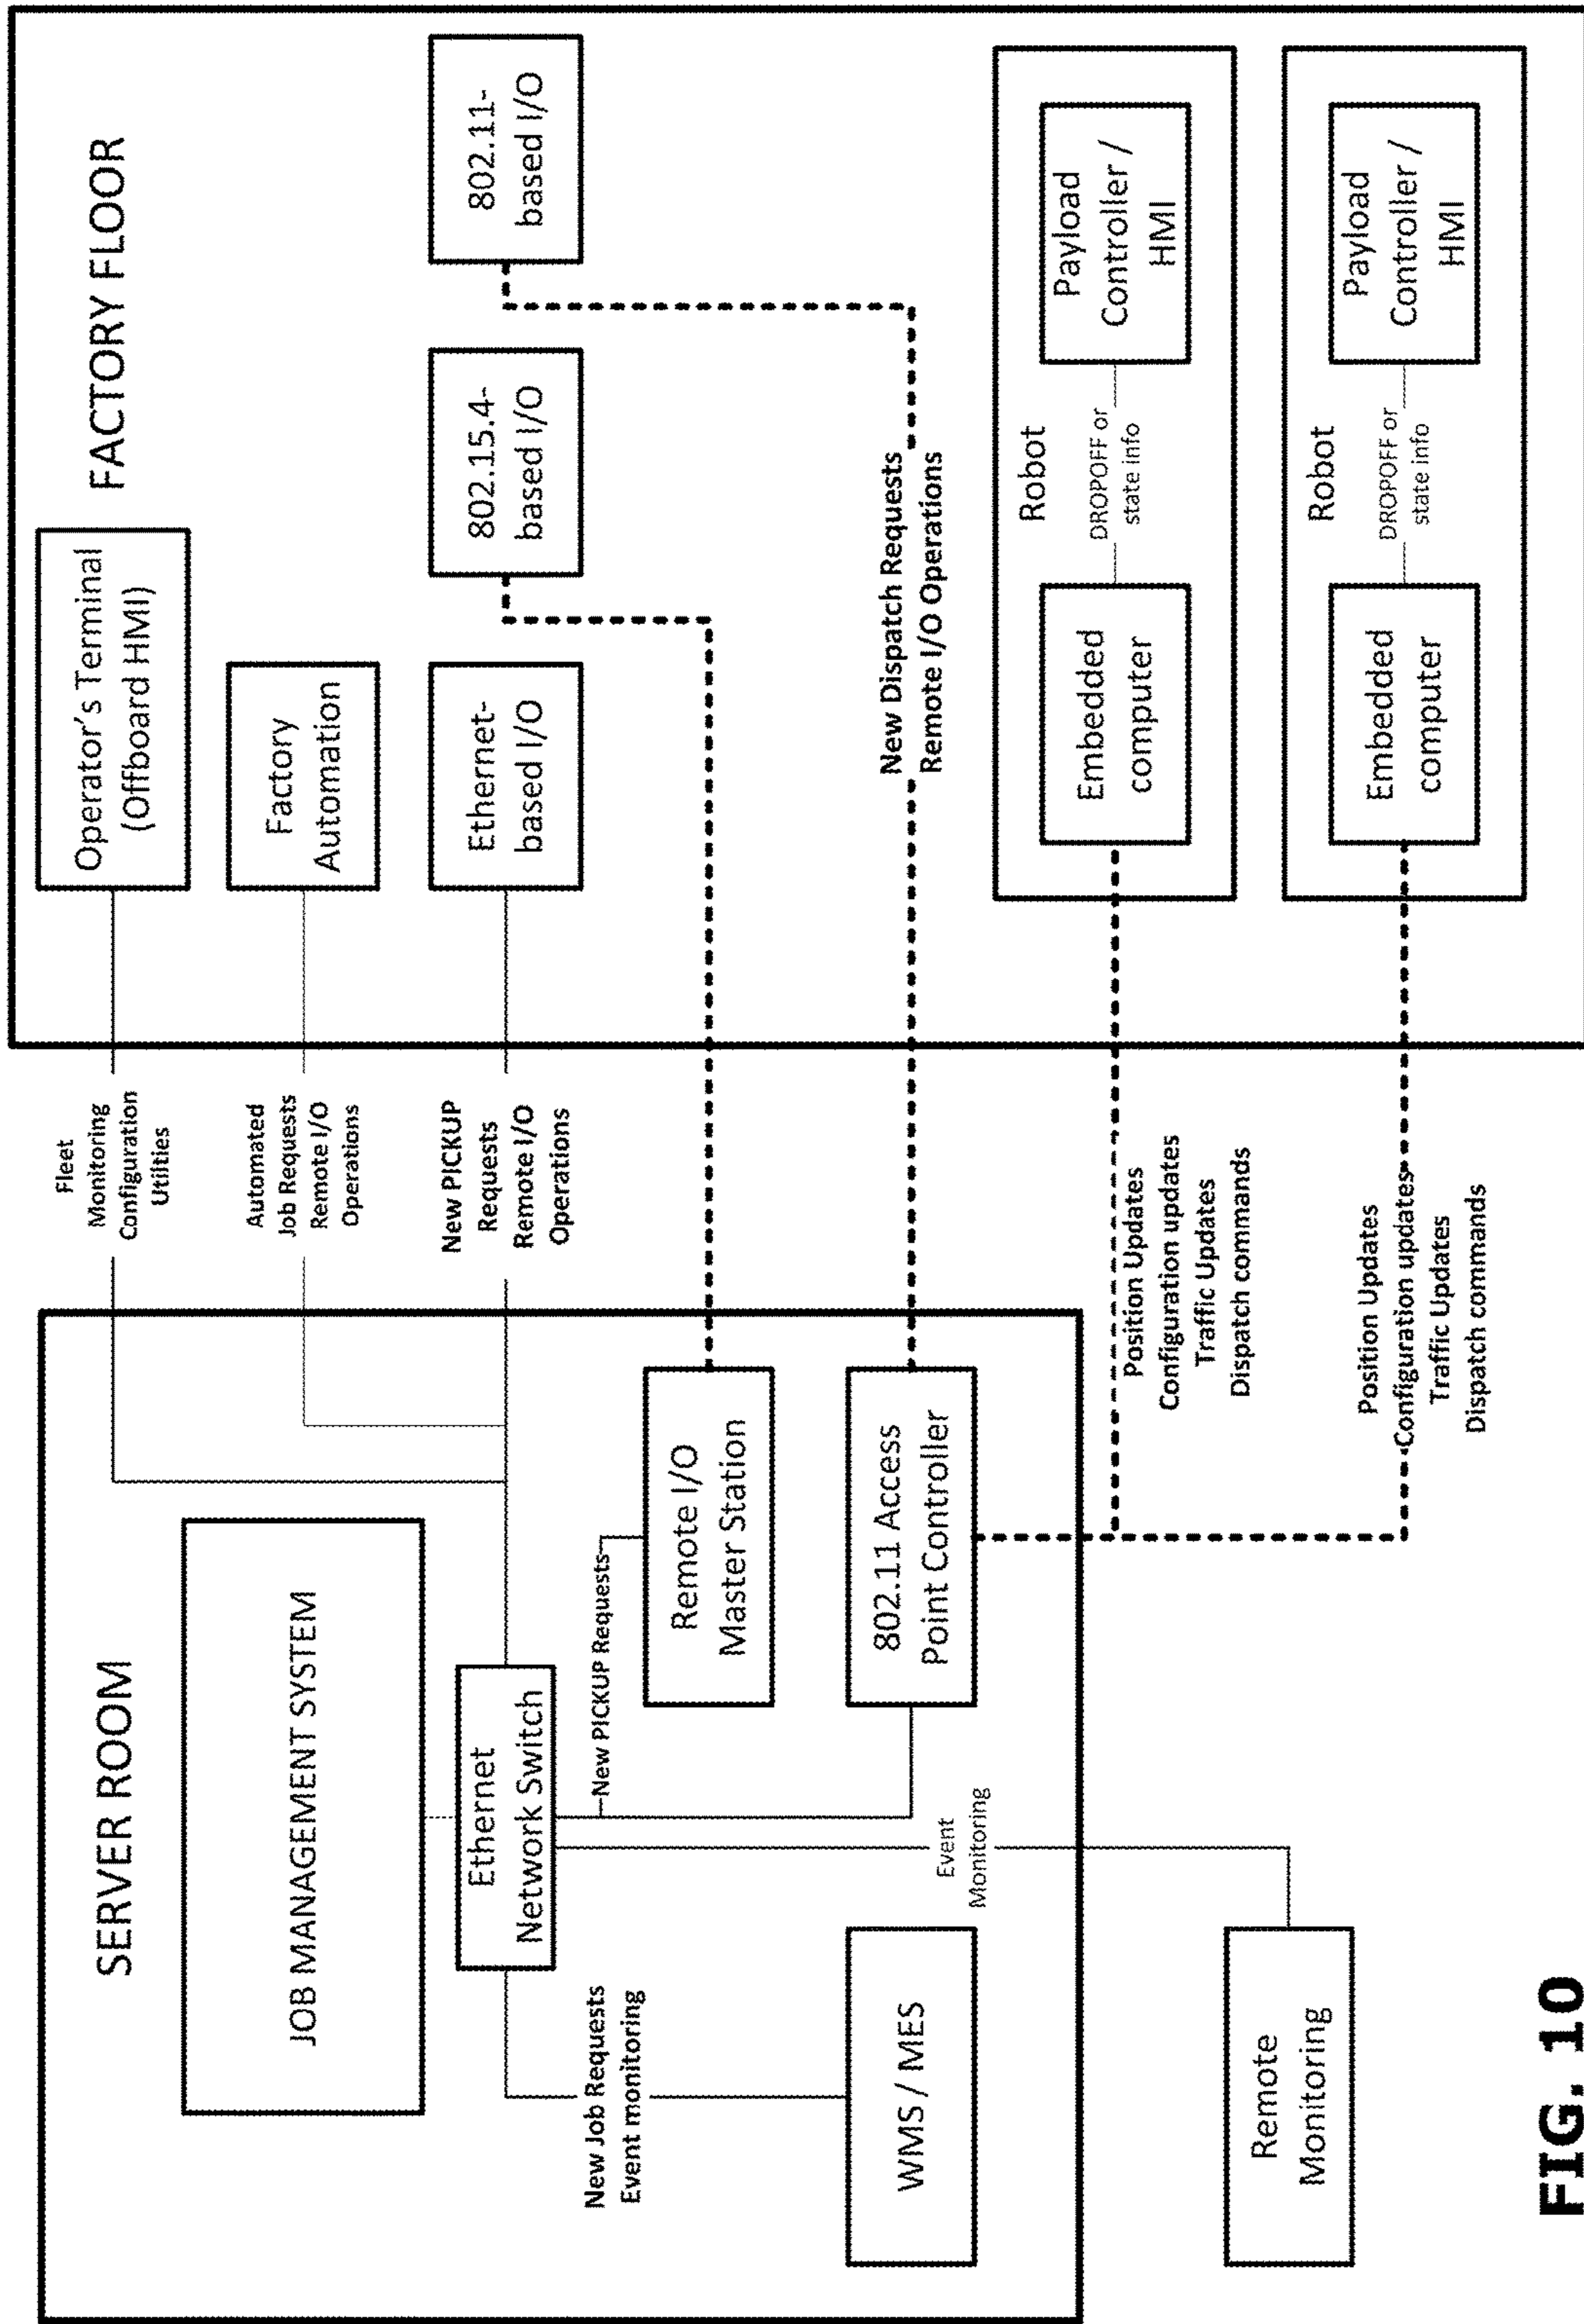 SERVER ROOM
JOB MANAGEMENT SYSTEM
Ethernet
Network Switch
New Job Requests
Event monitoring
New PICKUP Requests
Remote I/O
Master Station
802.11 Access
Point Controller
WMS / MES
Event
Monitoring
Remote
Monitoring
Fleet
Monitoring
Configuration
Utilties
Automated
Job Requests
Remote I/O
Operations
New PICKUP
Requests
Remote I/O
Operations
Position Updates
Configuration updates
Traffic Updates
Dispatch commands
Position Updates
Configuration updates
Traffic Updates
Dispatch commands
FACTORY FLOOR
Operator's Terminal
(Offboard HMI)
Factory
Automation
Ethernet-
based I/O
802.15.4-
based I/O
802.11-
based I/O
New Dispatch Requests
Remote I/O Operations
Robot
Embedded
computer
DROPOFF or
state info
Payload
Controller /
HMI
Robot
Embedded
computer
DROPOFF or
state info
Payload
Controller /
HMI
FIG. 10